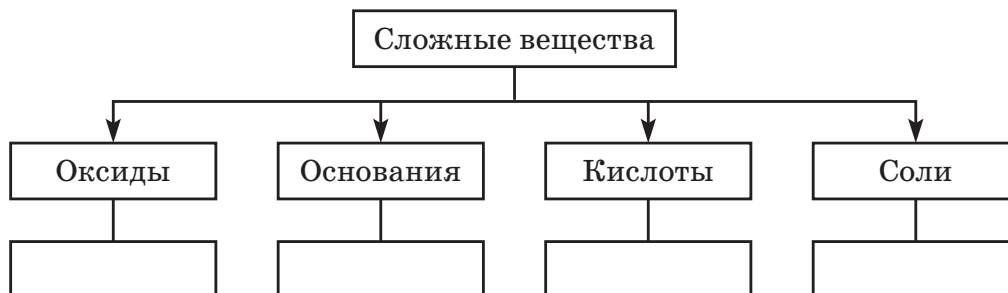 Сложные вещества
Оксиды
Основания
Кислоты
Соли